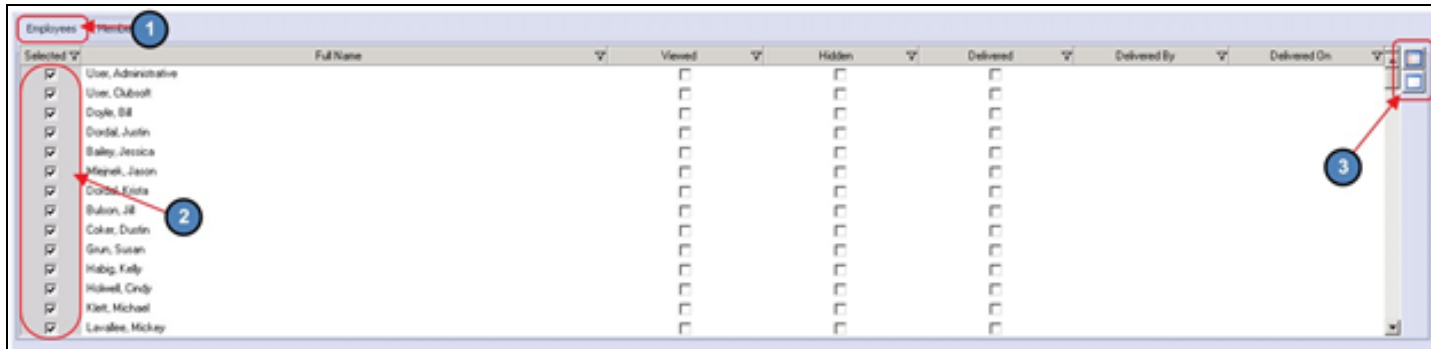 Employees Membe 1
Selected Full Name Viewed Hidden Delivered Delivered By Delivered On
User, Administrative
User, Clubsoft
Doyle, Bill
Dordal, Justin
Bailey, Jessica
Mlejnek, Jason
Dordal, Krista
Bulson, Jill
2
Coker, Dustin
Grun, Susan
Habig, Kelly
Holwell, Cindy
Klett, Michael
Lavallee, Mickey
3